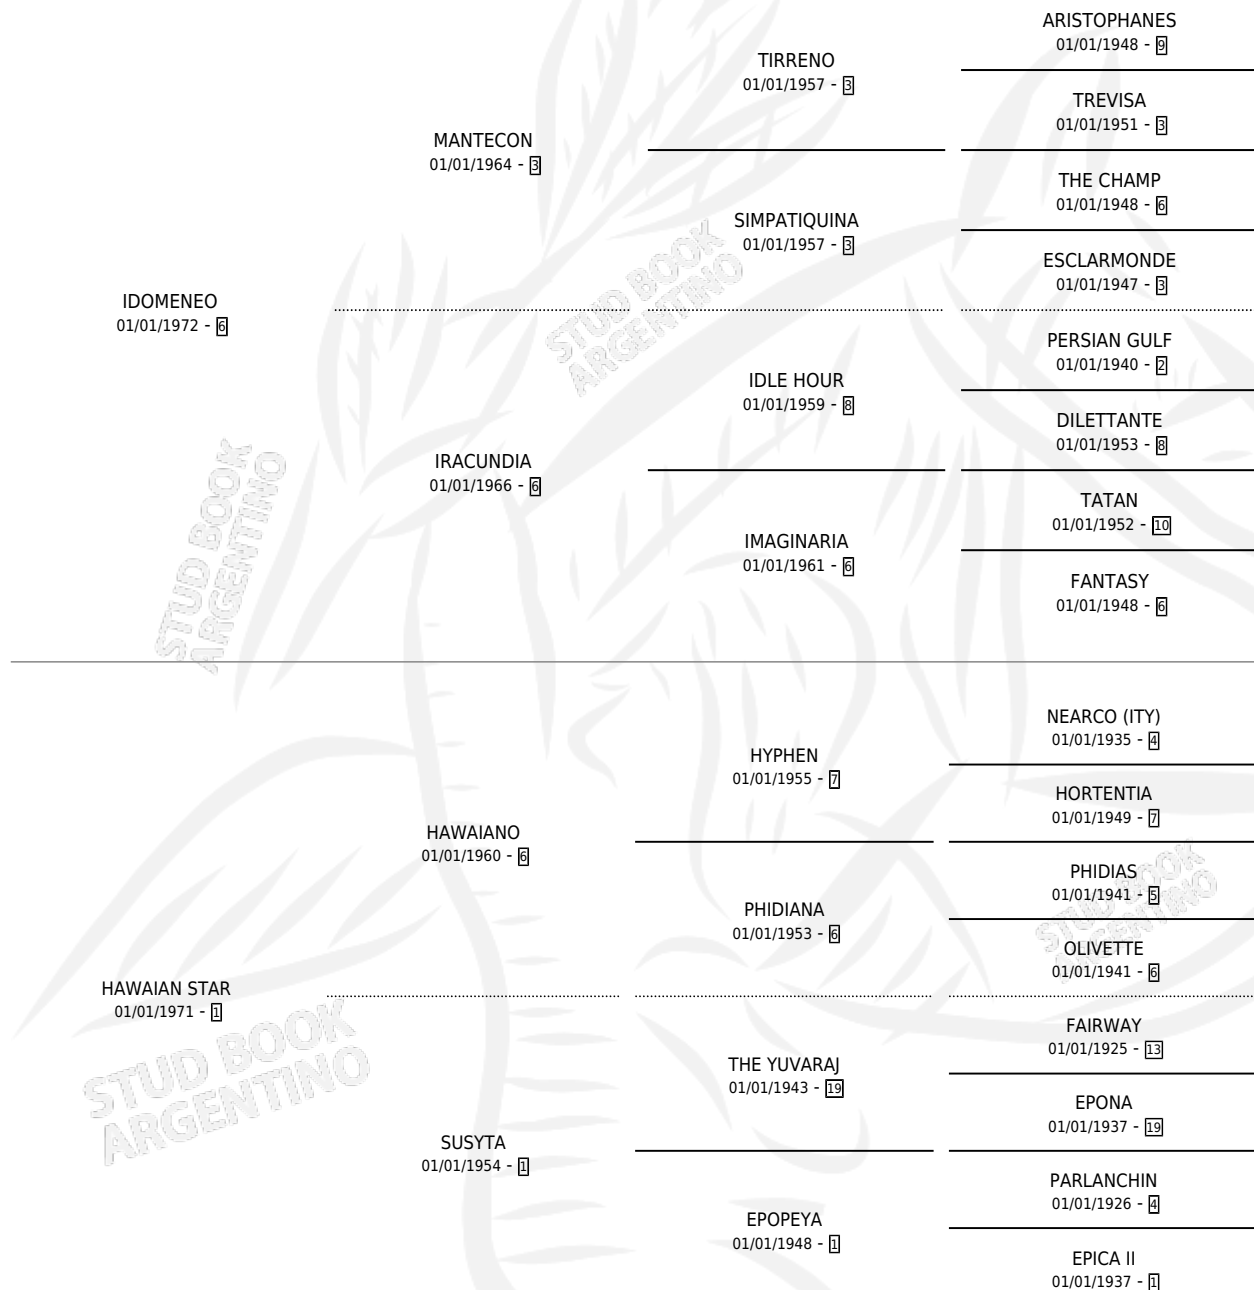 ARISTOPHANES
01/01/1948 - 9
TIRRENO
01/01/1957 - 3
TREVISA
01/01/1951 - 3
MANTECON
01/01/1964 - 3
THE CHAMP
01/01/1948 - 6
SIMPATIQUINA
01/01/1957 - 3
ESCLARMONDE
01/01/1947 - 3
IDOMENEO
01/01/1972 - 6
PERSIAN GULF
01/01/1940 - 2
IDLE HOUR
01/01/1959 - 8
DILETTANTE
01/01/1953 - 8
IRACUNDIA
01/01/1966 - 6
TATAN
01/01/1952 - 10
IMAGINARIA
01/01/1961 - 6
FANTASY
01/01/1948 - 6
STUD BOOK
ARGENTINO
STUD BOOK
ARGENTINO
NEARCO (ITY)
01/01/1935 - 4
HYPHEN
01/01/1955 - 7
HORTENTIA
01/01/1949 - 7
HAWAIANO
01/01/1960 - 6
PHIDIAS
01/01/1941 - 5
PHIDIANA
01/01/1953 - 6
OLIVETTE
01/01/1941 - 6
HAWAIAN STAR
01/01/1971 - 1
FAIRWAY
01/01/1925 - 13
THE YUVARAJ
01/01/1943 - 19
EPONA
01/01/1937 - 19
SUSYTA
01/01/1954 - 1
PARLANCHIN
01/01/1926 - 4
EPOPEYA
01/01/1948 - 1
EPICA II
01/01/1937 - 1
STUD BOOK
ARGENTINO
STUD BOOK
ARGENTINO